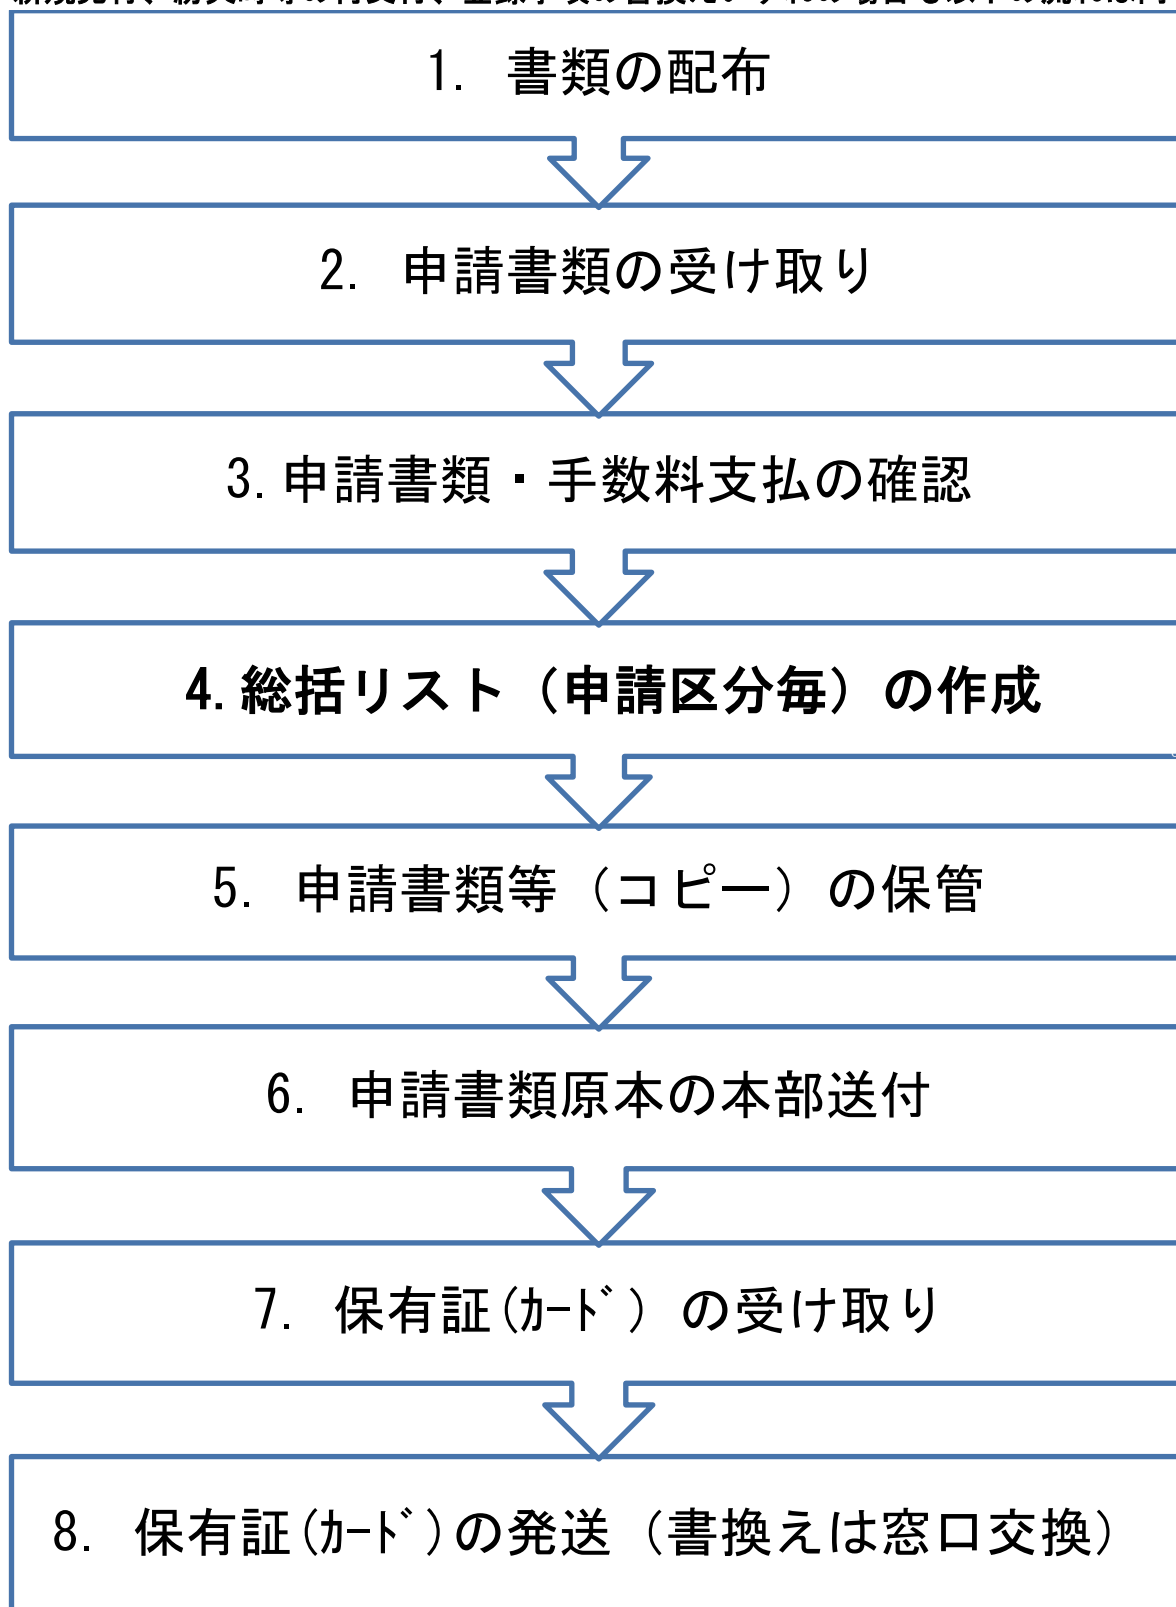 1. 書類の配布
2. 申請書類の受け取り
3.申請書類・手数料支払の確認
4.総括リスト（申請区分毎）の作成
5. 申請書類等（コピー）の保管
6. 申請書類原本の本部送付
7. 保有証(ｶｰﾄﾞ) の受け取り
8. 保有証(ｶｰﾄﾞ)の発送（書換えは窓口交換）